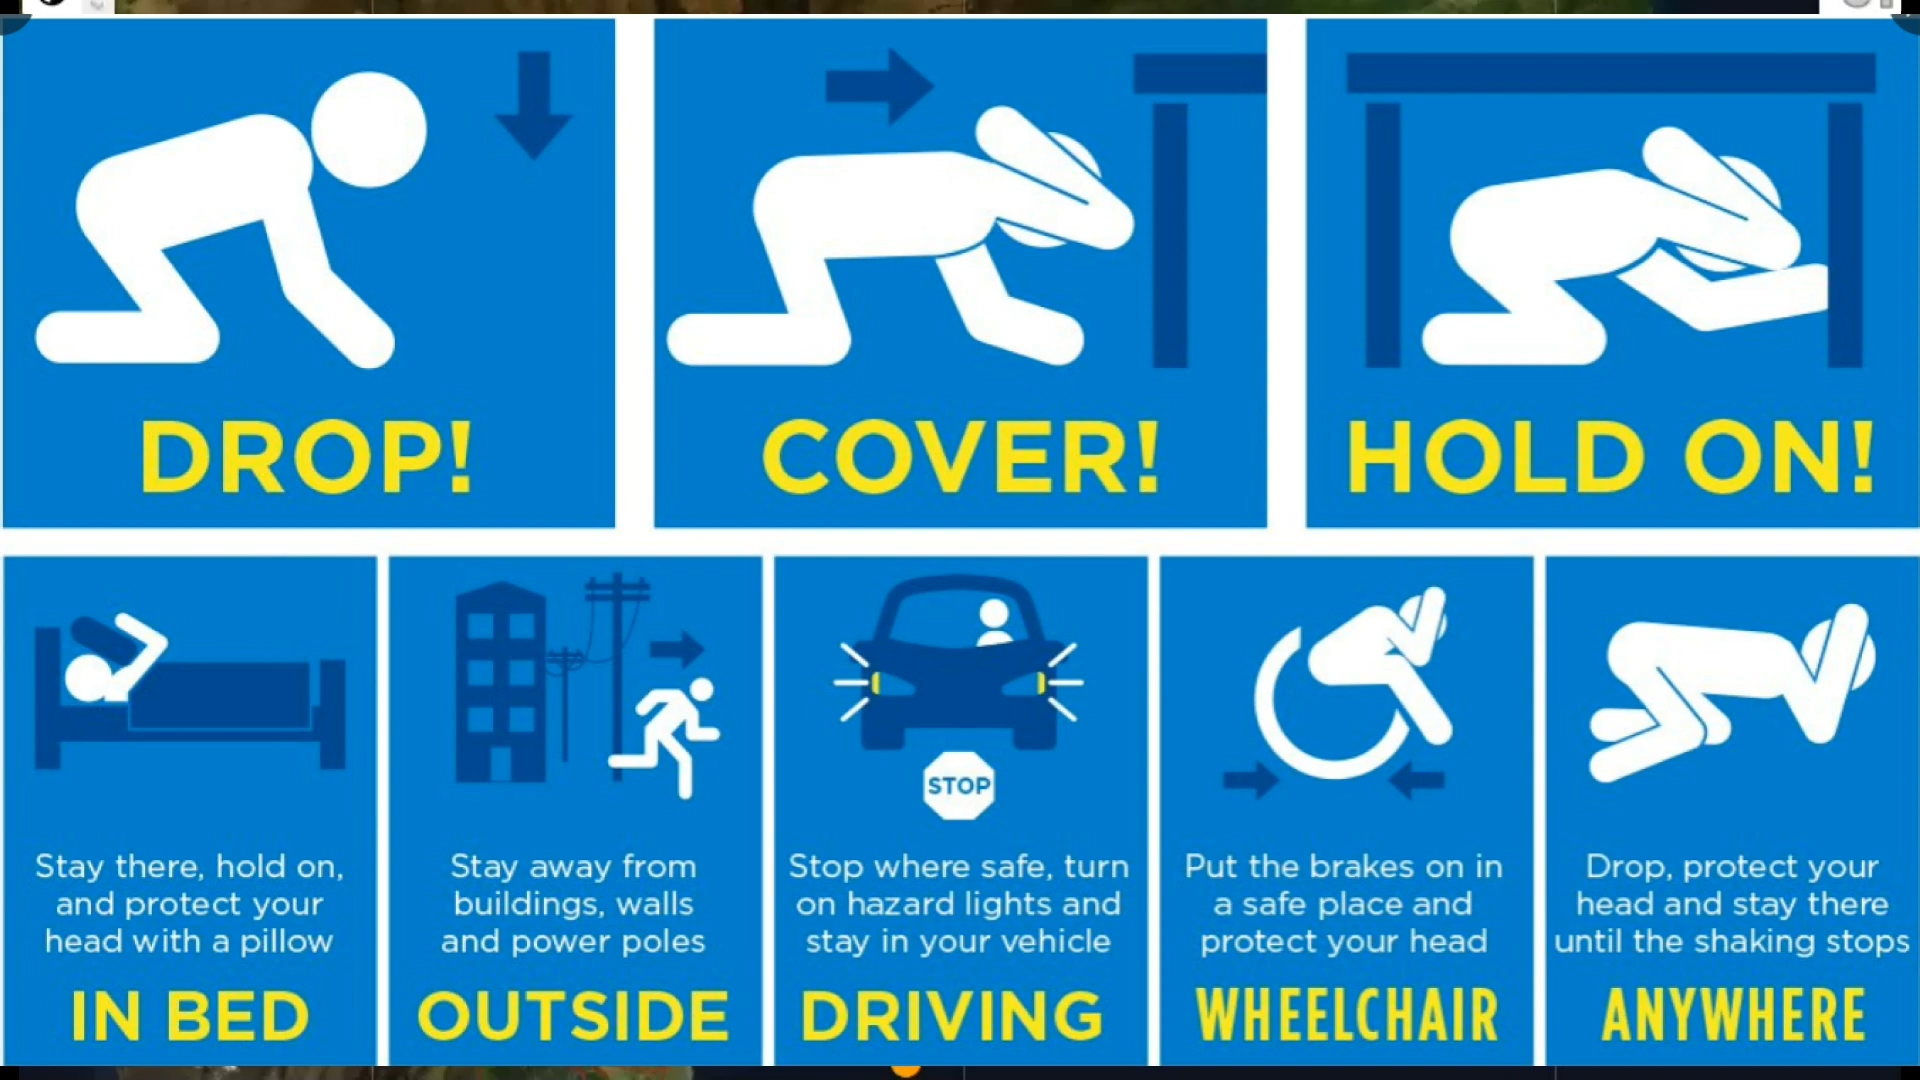 DROP!
COVER!
HOLD ON!
STOP
Stay there, hold on,
and protect your
head with a pillow
IN BED
Stay away from
buildings, walls
and power poles
OUTSIDE
Stop where safe, turn
on hazard lights and
stay in your vehicle
DRIVING
Put the brakes on in
a safe place and
protect your head
WHEELCHAIR
Drop, protect your
head and stay there
until the shaking stops
ANYWHERE